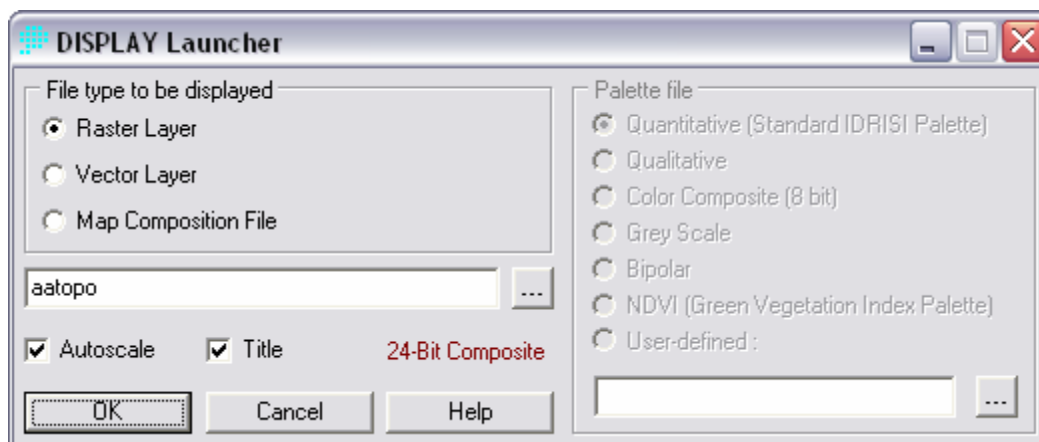 DISPLAY Launcher
File type to be displayed
Raster Layer
Vector Layer
Map Composition File
aatopo
...
Autoscale
Title
24-Bit Composite
OK
Cancel
Help
Palette file
Quantitative (Standard IDRISI Palette)
Qualitative
Color Composite (8 bit)
Grey Scale
Bipolar
NDVI (Green Vegetation Index Palette)
User-defined :
...